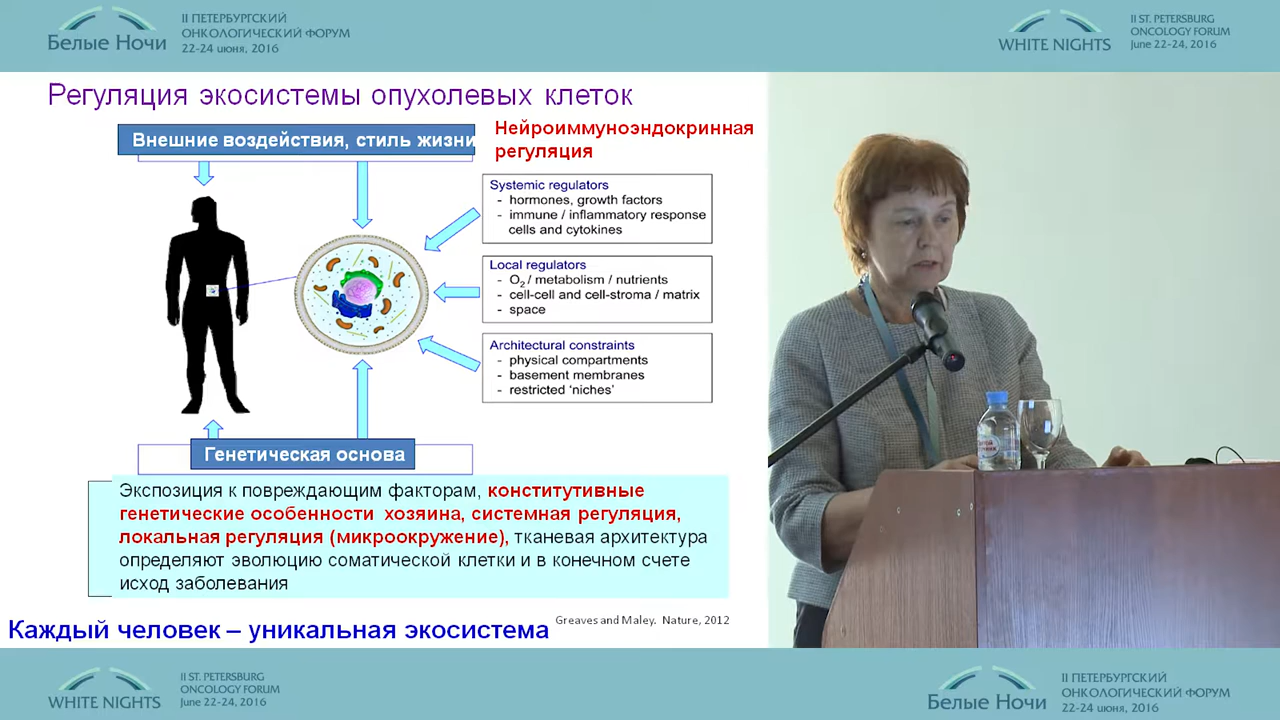 Белые Ночи
II ПЕТЕРБУРГСКИЙ
ОНКОЛОГИЧЕСКИЙ ФОРУМ
22-24 июня, 2016
WHITE NIGHTS
II ST. PETERSBURG
ONCOLOGY FORUM
June 22-24, 2016
Регуляция экосистемы опухолевых клеток
Внешние воздействия, стиль жизни
Нейроиммуноэндокринная
регуляция
Systemic regulators
- hormones, growth factors
- immune / inflammatory response
cells and cytokines
Local regulators
- O2 / metabolism / nutrients
- cell-cell and cell-stroma / matrix
- space
Architectural constraints
- physical compartments
- basement membranes
- restricted ‘niches’
Генетическая основа
Экспозиция к повреждающим факторам, конститутивные
генетические особенности хозяина, системная регуляция,
локальная регуляция (микроокружение), тканевая архитектура
определяют эволюцию соматической клетки и в конечном счете
исход заболевания
Greaves and Maley. Nature, 2012
Каждый человек – уникальная экосистема
WHITE NIGHTS
II ST. PETERSBURG
ONCOLOGY FORUM
June 22-24, 2016
Белые Ночи
II ПЕТЕРБУРГСКИЙ
ОНКОЛОГИЧЕСКИЙ ФОРУМ
22-24 июня, 2016